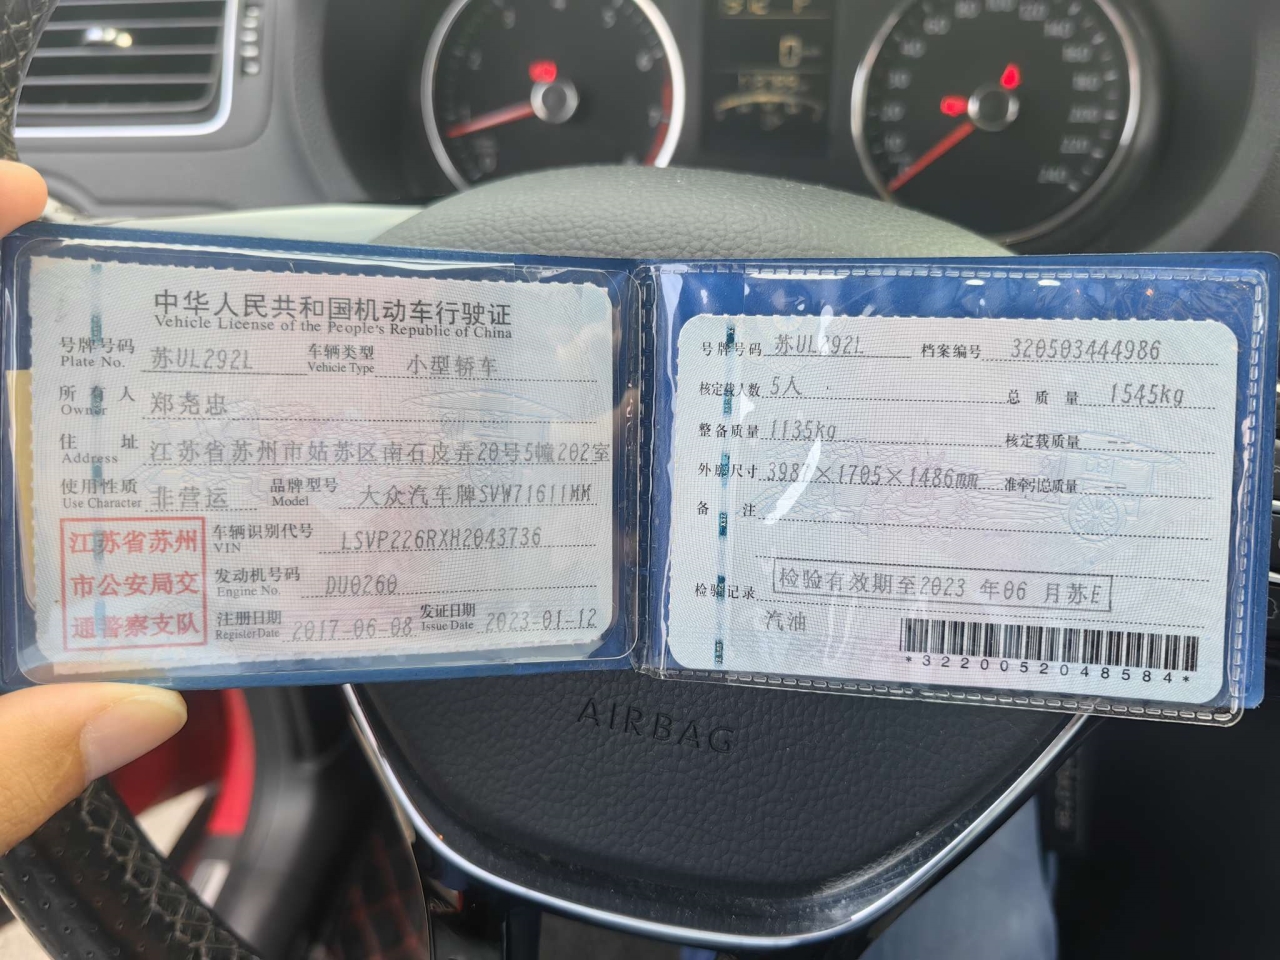 中华人民共和国机动车行驶证
Vehicle License of the People's Republic of China
号牌号码 Plate No. 苏UL292L 车辆类型 Vehicle Type 小型轿车
所有人 Owner 郑尧忠
住址 Address 江苏省苏州市姑苏区南石皮弄20号5幢202室
使用性质 Use Character 非营运 品牌型号 Model 大众汽车牌SVW71611MM
江苏省苏州
市公安局交
通警察支队
车辆识别代号 VIN LSVP226RXH2043736
发动机号码 Engine No. DU0260
注册日期 Register Date 2017-06-08 发证日期 Issue Date 2023-01-12
号牌号码 苏UL292L 档案编号 320503444986
核定载人数 5人 总质量 1545kg
整备质量 1135kg 核定载质量 --
外廓尺寸 3987×1705×1486mm 准牵引总质量 --
备注
检验记录 检验有效期至2023 年06 月苏E
汽油
*3220052048584*
AIRBAG